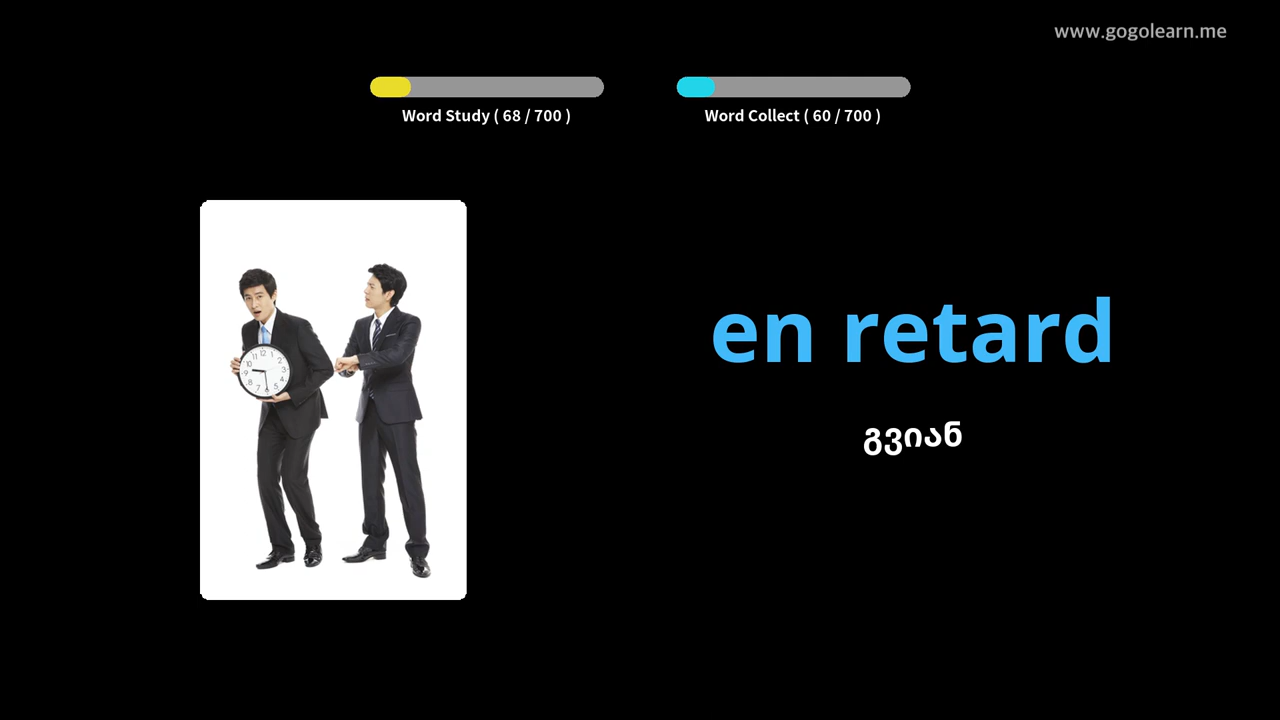 www.gogolearn.me
Word Study ( 68 / 700 )
Word Collect ( 60 / 700 )
en retard
გვიან